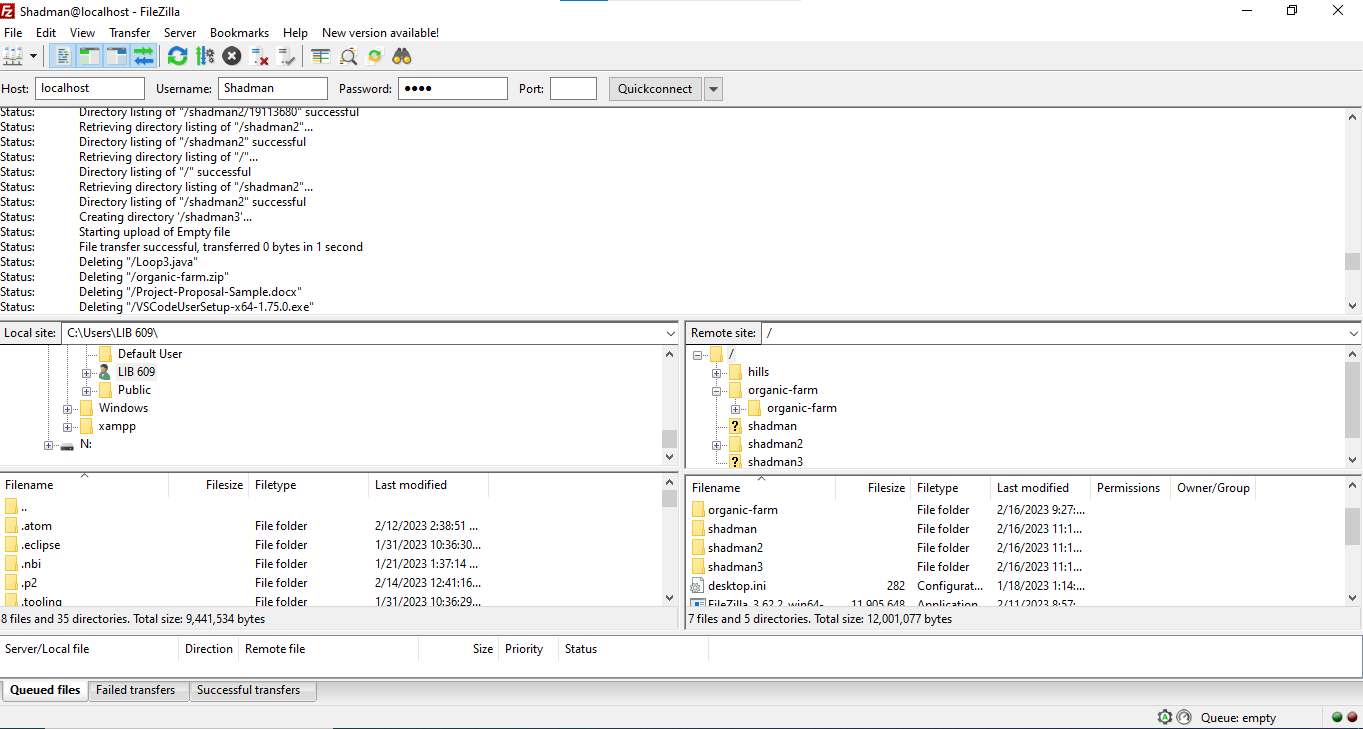 Shadman@localhost - FileZilla
File Edit View Transfer Server Bookmarks Help New version available!
Host: localhost Username: Shadman Password: ●●●● Port: Quickconnect
Status: Directory listing of "/shadman2/19113680" successful
Status: Retrieving directory listing of "/shadman2"...
Status: Directory listing of "/shadman2" successful
Status: Retrieving directory listing of "/"...
Status: Directory listing of "/" successful
Status: Retrieving directory listing of "/shadman2"...
Status: Directory listing of "/shadman2" successful
Status: Creating directory '/shadman3'...
Status: Starting upload of Empty file
Status: File transfer successful, transferred 0 bytes in 1 second
Status: Deleting "/Loop3.java"
Status: Deleting "/organic-farm.zip"
Status: Deleting "/Project-Proposal-Sample.docx"
Status: Deleting "/VSCodeUserSetup-x64-1.75.0.exe"
Local site: C:\Users\LIB 609\
Default User
LIB 609
Public
Windows
xampp
N:
Remote site: /
/
hills
organic-farm
organic-farm
shadman
shadman2
shadman3
Filename Filesize Filetype Last modified
..
.atom File folder 2/12/2023 2:38:51 ...
.eclipse File folder 1/31/2023 10:36:30...
.nbi File folder 1/21/2023 1:37:14 ...
.p2 File folder 2/14/2023 12:41:16...
.tooling File folder 1/31/2023 10:36:29...
8 files and 35 directories. Total size: 9,441,534 bytes
Filename Filesize Filetype Last modified Permissions Owner/Group
organic-farm File folder 2/16/2023 9:27:...
shadman File folder 2/16/2023 11:1...
shadman2 File folder 2/16/2023 11:1...
shadman3 File folder 2/16/2023 11:1...
desktop.ini 282 Configurat... 1/18/2023 1:14:...
FileZilla_3.62.2_win64- 11,905,648 Application 2/11/2023 8:57:
7 files and 5 directories. Total size: 12,001,077 bytes
Server/Local file Direction Remote file Size Priority Status
Queued files Failed transfers Successful transfers
Queue: empty